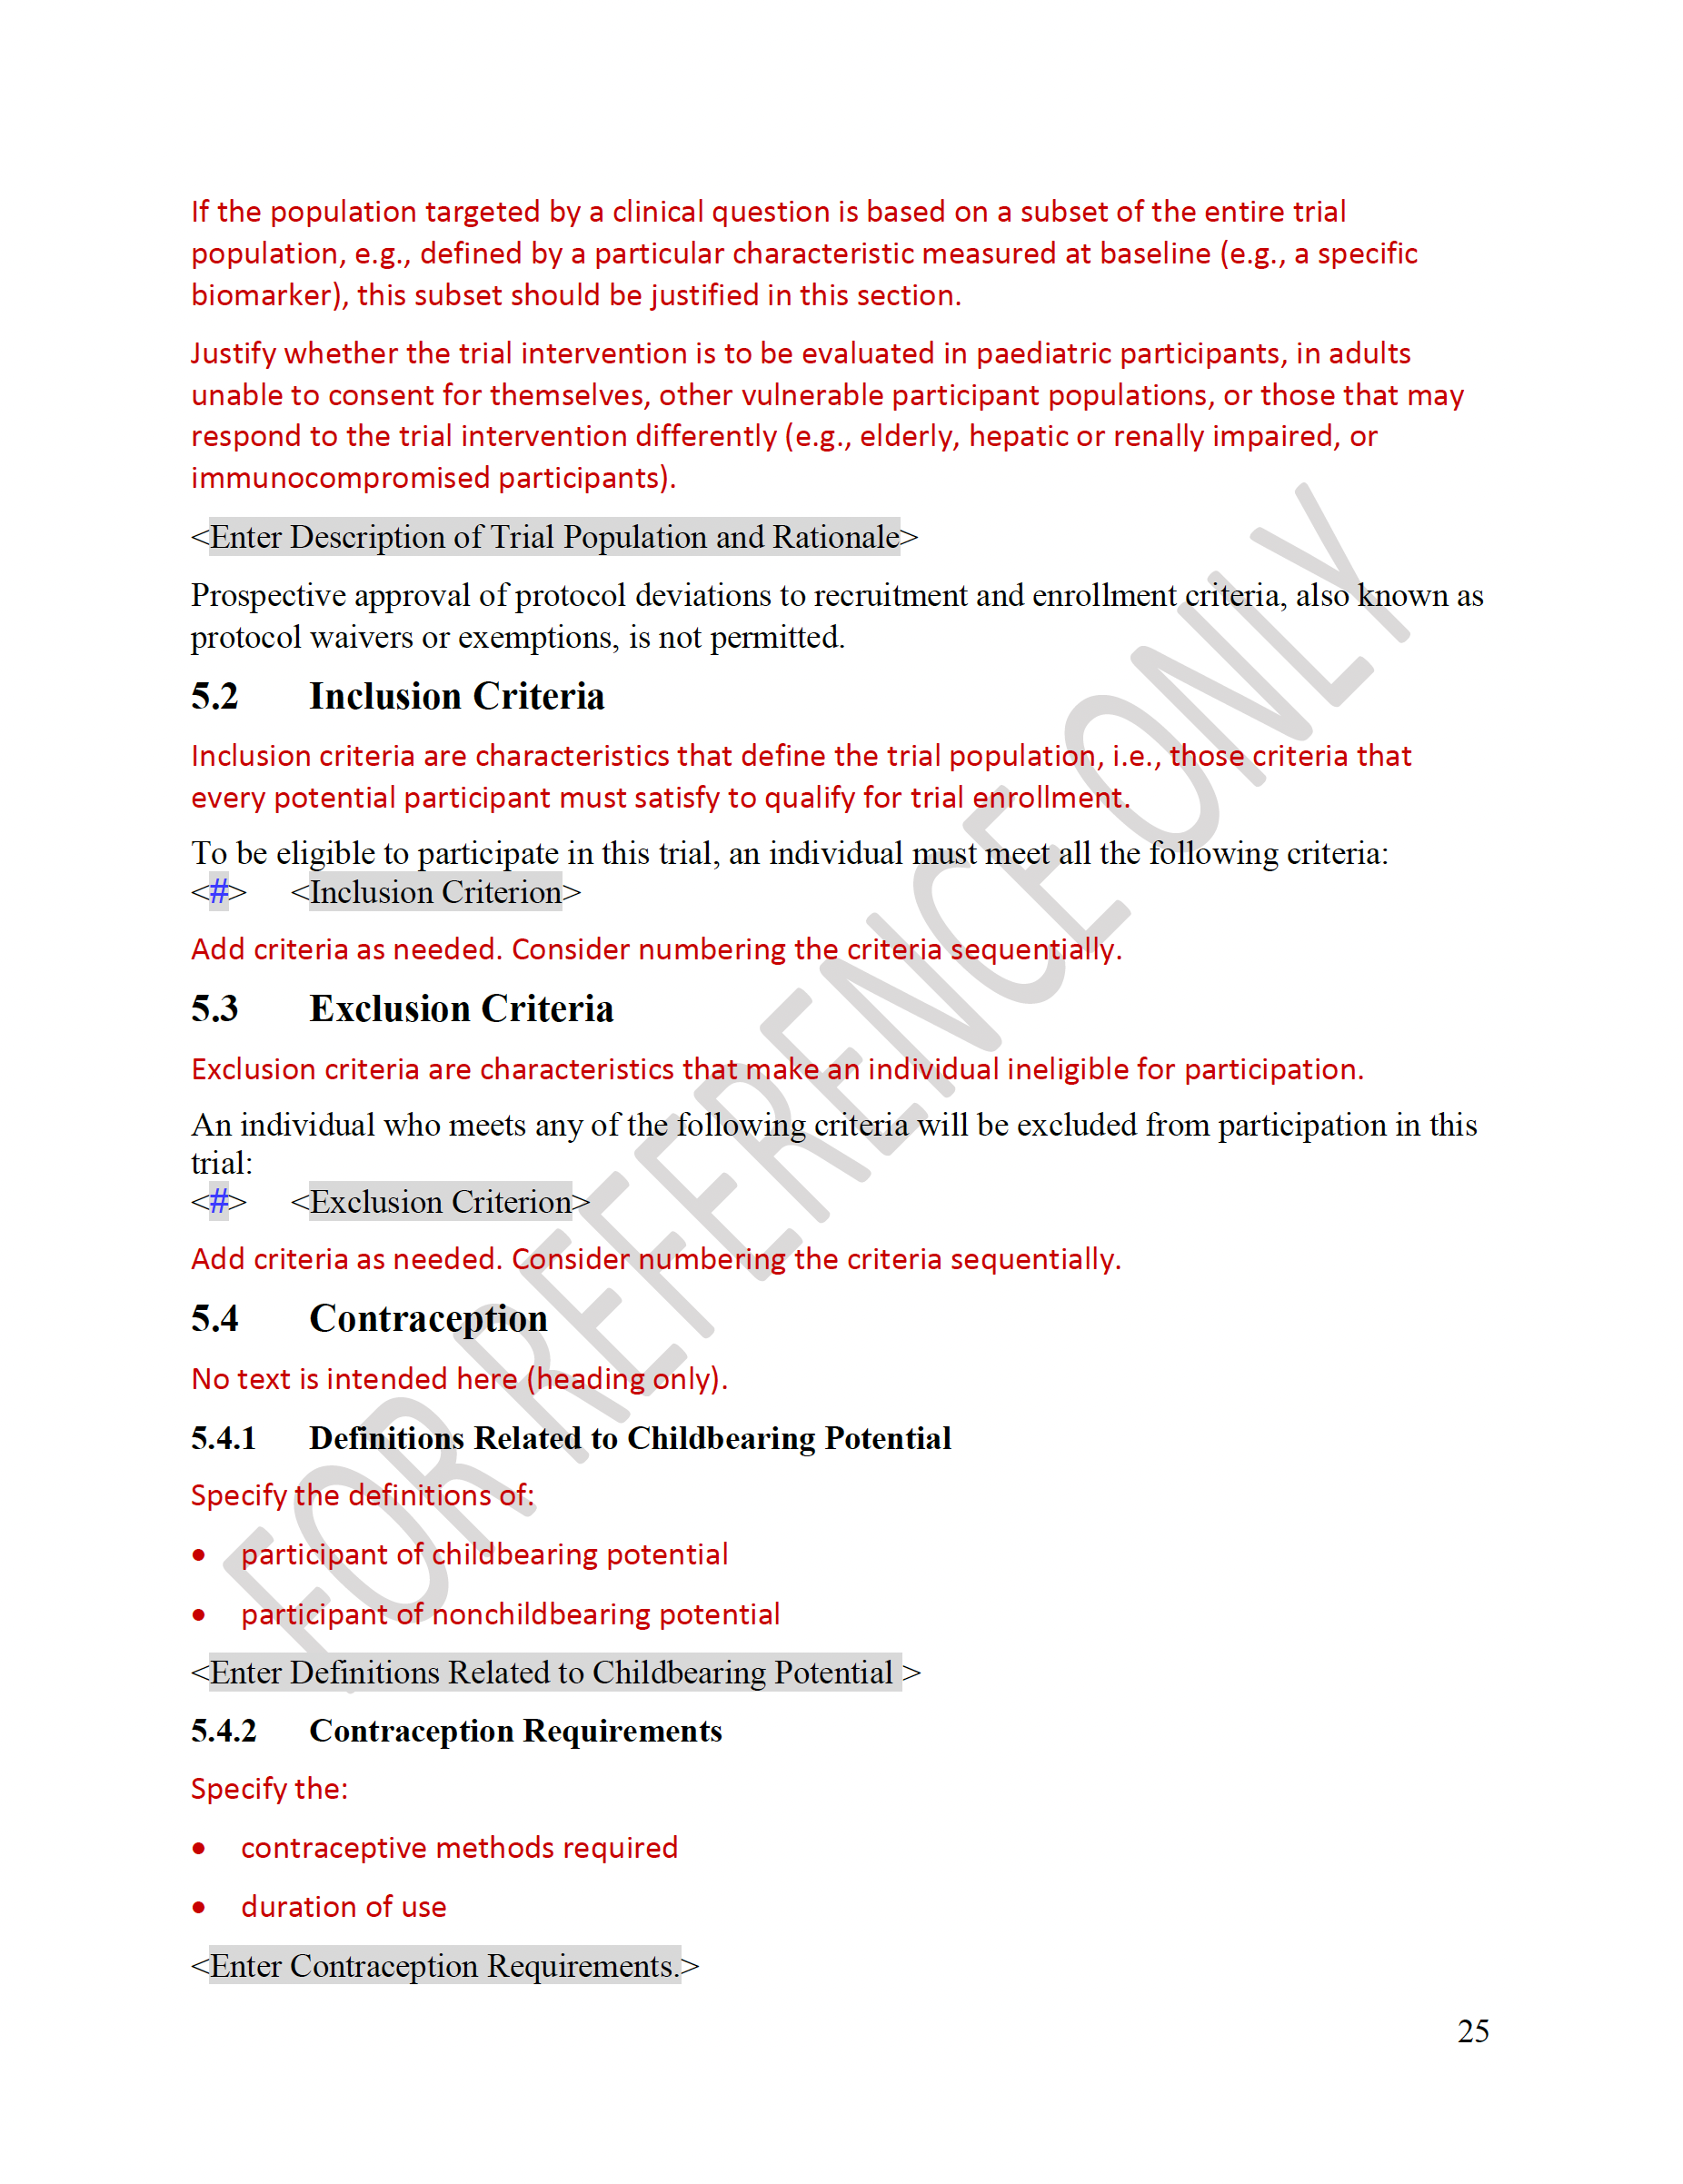 If the population targeted by a clinical question is based on a subset of the entire trial
population, e.g., defined by a particular characteristic measured at baseline (e.g., a specific
biomarker), this subset should be justified in this section.
Justify whether the trial intervention is to be evaluated in paediatric participants, in adults
unable to consent for themselves, other vulnerable participant populations, or those that may
respond to the trial intervention differently (e.g., elderly, hepatic or renally impaired, or
immunocompromised participants).
<Enter Description of Trial Population and Rationale>
Prospective approval of protocol deviations to recruitment and enrollment criteria, also known as
protocol waivers or exemptions, is not permitted.
5.2 Inclusion Criteria
Inclusion criteria are characteristics that define the trial population, i.e., those criteria that
every potential participant must satisfy to qualify for trial enrollment.
To be eligible to participate in this trial, an individual must meet all the following criteria:
<#> <Inclusion Criterion>
Add criteria as needed. Consider numbering the criteria sequentially.
5.3 Exclusion Criteria
Exclusion criteria are characteristics that make an individual ineligible for participation.
An individual who meets any of the following criteria will be excluded from participation in this
trial:
<#> <Exclusion Criterion>
Add criteria as needed. Consider numbering the criteria sequentially.
5.4 Contraception
No text is intended here (heading only).
5.4.1 Definitions Related to Childbearing Potential
Specify the definitions of:
• participant of childbearing potential
• participant of nonchildbearing potential
<Enter Definitions Related to Childbearing Potential >
5.4.2 Contraception Requirements
Specify the:
• contraceptive methods required
• duration of use
<Enter Contraception Requirements.>
25
FOR REFERENCE ONLY